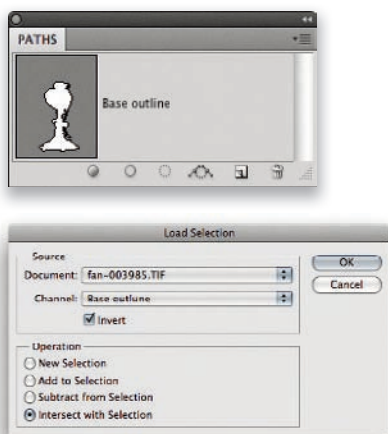 PATHS
Base outline
Load Selection
Source
Document: fan-003985.TIF
Channel: Base outline
Invert
OK
Cancel
Operation
New Selection
Add to Selection
Subtract from Selection
Intersect with Selection